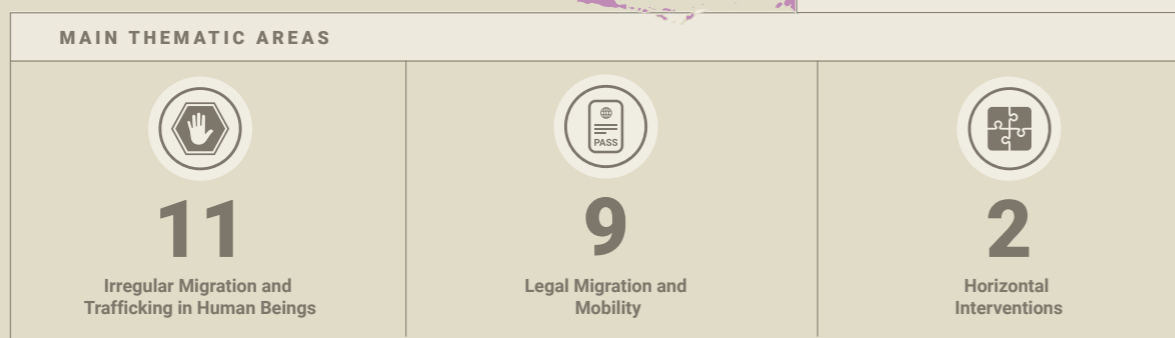 MAIN THEMATIC AREAS
PASS
11
9
2
Irregular Migration and
Trafficking in Human Beings
Legal Migration and
Mobility
Horizontal
Interventions